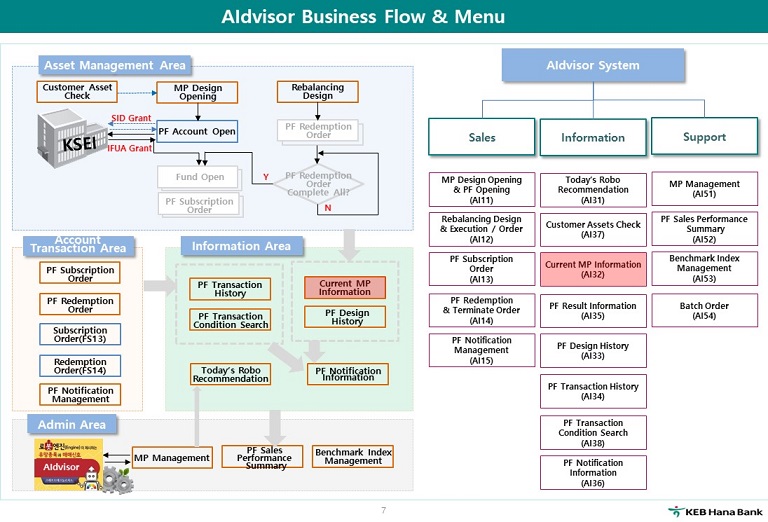 AIdvisor Business Flow & Menu
Asset Management Area
Customer Asset
Check
MP Design
Opening
Rebalancing
Design
SID Grant
KSEI
PF Account Open
IFUA Grant
PF Redemption
Order
Fund Open
PF Subscription
Order
Y
PF Redemption
Order
Complete All?
N
Account
Transaction Area
PF Subscription
Order
PF Redemption
Order
Subscription
Order(FS13)
Redemption
Order(FS14)
PF Notification
Management
Information Area
PF Transaction
History
PF Transaction
Condition Search
Current MP
Information
PF Design
History
Today's Robo
Recommendation
PF Notification
Information
Admin Area
AIdvisor
MP Management
PF Sales
Performance
Summary
Benchmark Index
Management
AIdvisor System
Sales
Information
Support
MP Design Opening
& PF Opening
(AI11)
Rebalancing Design
& Execution / Order
(AI12)
PF Subscription
Order
(AI13)
PF Redemption
& Terminate Order
(AI14)
PF Notification
Management
(AI15)
Today's Robo
Recommendation
(AI31)
Customer Assets Check
(AI37)
Current MP Information
(AI32)
PF Result Information
(AI35)
PF Design History
(AI33)
PF Transaction History
(AI34)
PF Transaction
Condition Search
(AI38)
PF Notification
Information
(AI36)
MP Management
(AI51)
PF Sales Performance
Summary
(AI52)
Benchmark Index
Management
(AI53)
Batch Order
(AI54)
7
KEB Hana Bank